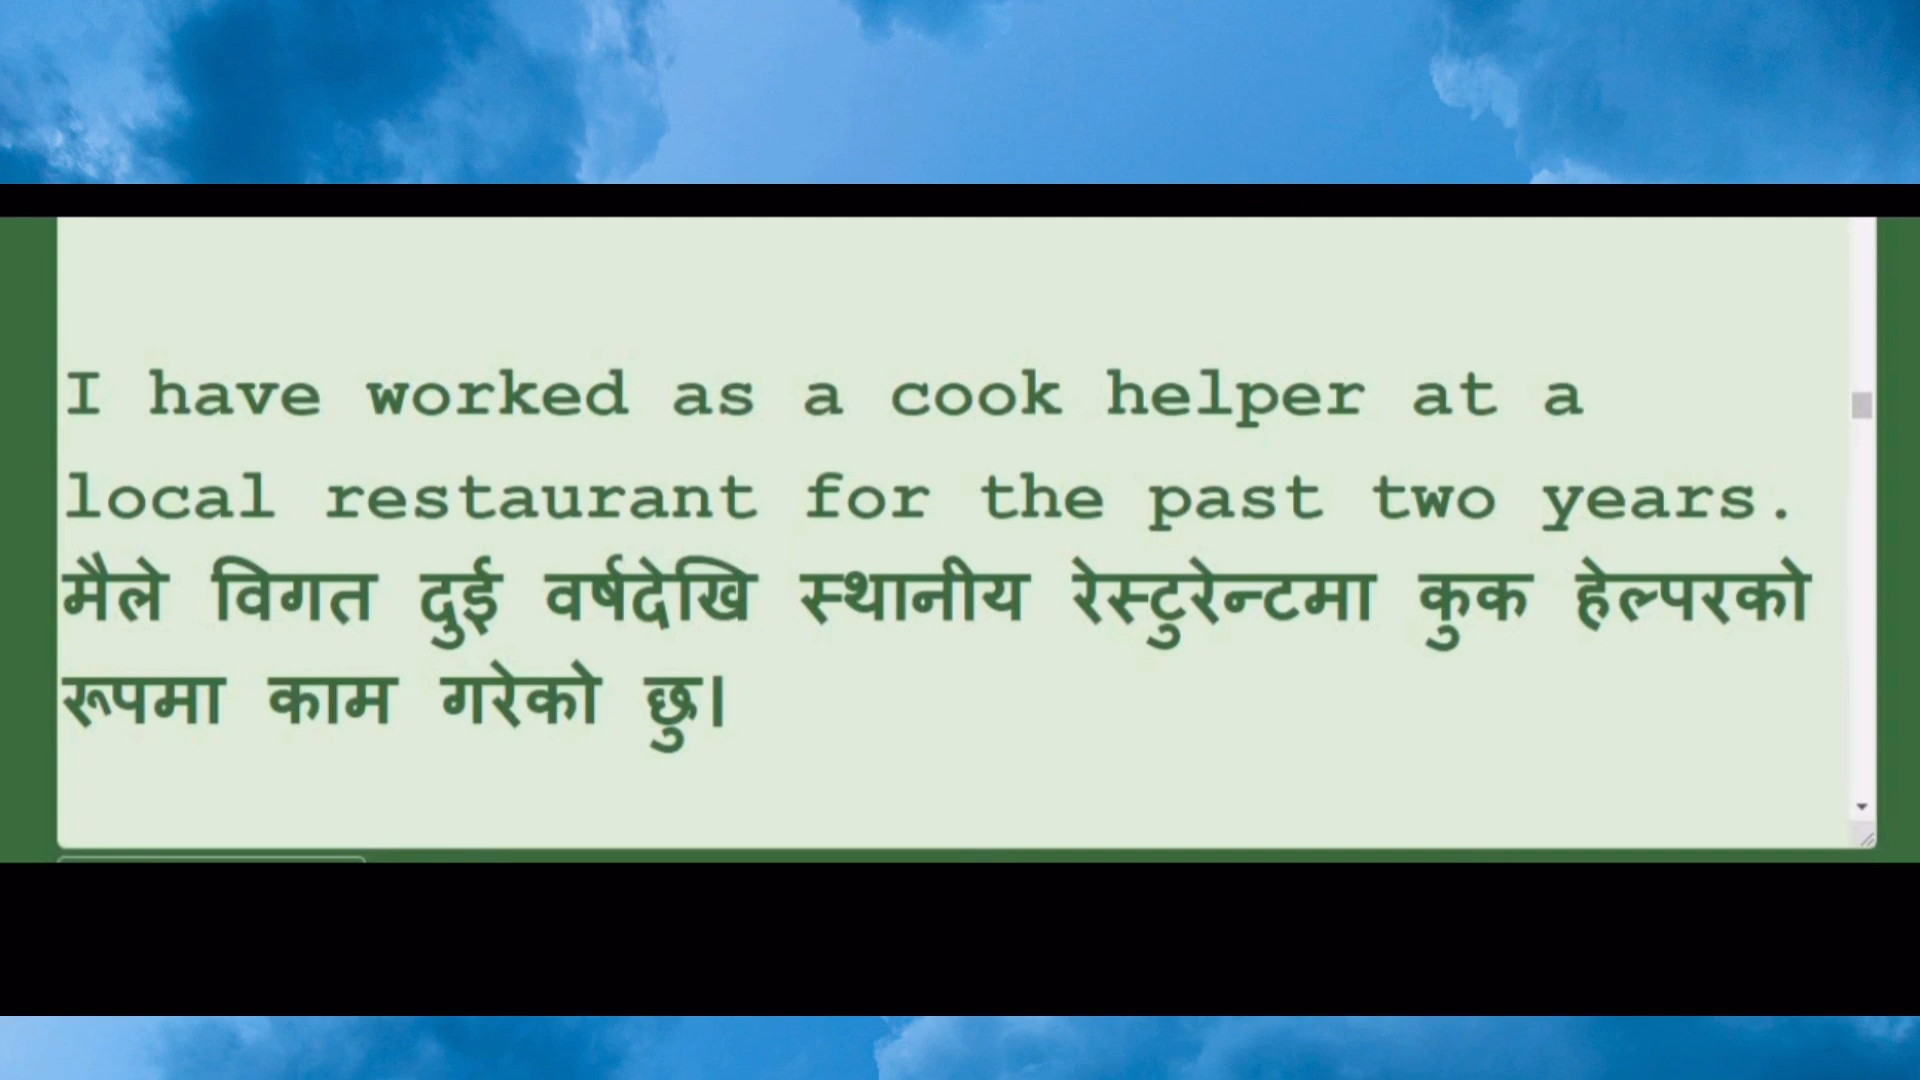 I have worked as a cook helper at a
local restaurant for the past two years.
मैले विगत दुई वर्षदेखि स्थानीय रेस्टुरेन्टमा कुक हेल्परको
रूपमा काम गरेको छु।